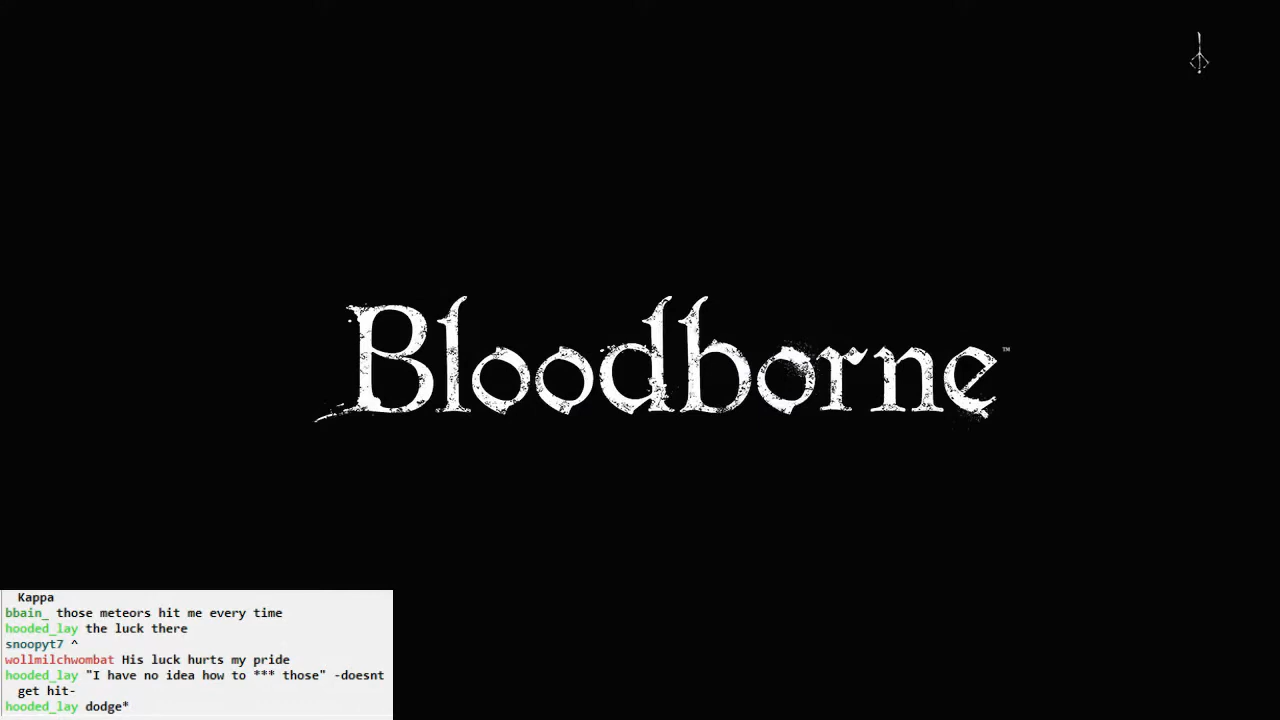 Bloodborne™
Kappa
bbain_ those meteors hit me every time
hooded_lay the luck there
snoopyt7 ^
wollmilchwombat His luck hurts my pride
hooded_lay "I have no idea how to *** those" -doesnt
get hit-
hooded_lay dodge*